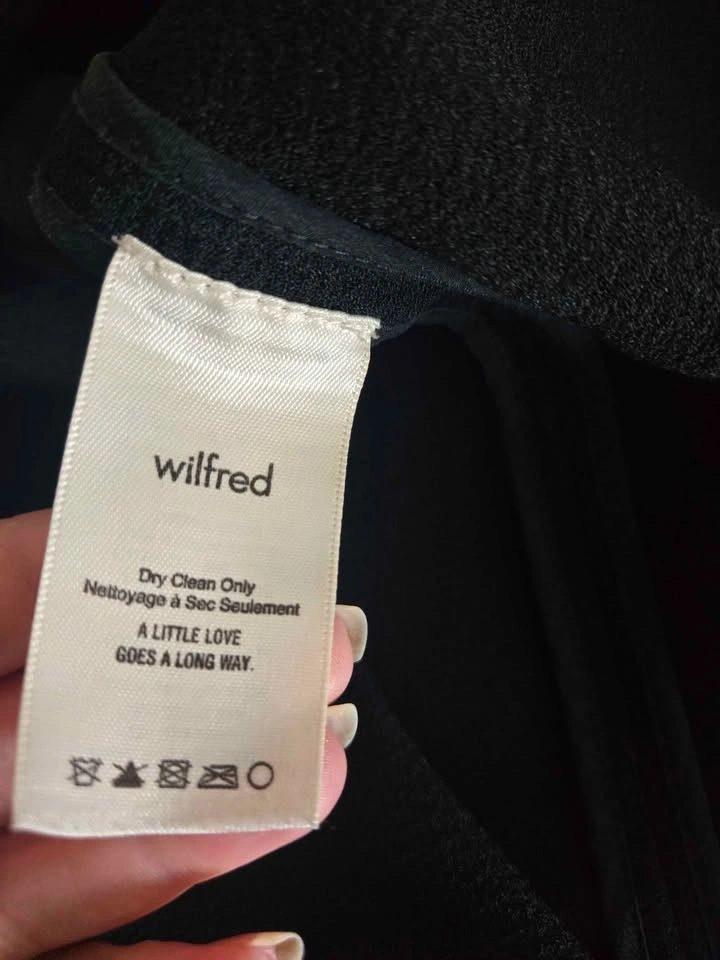 wilfred
Dry Clean Only
Nettoyage à Sec Seulement
A LITTLE LOVE
GOES A LONG WAY.